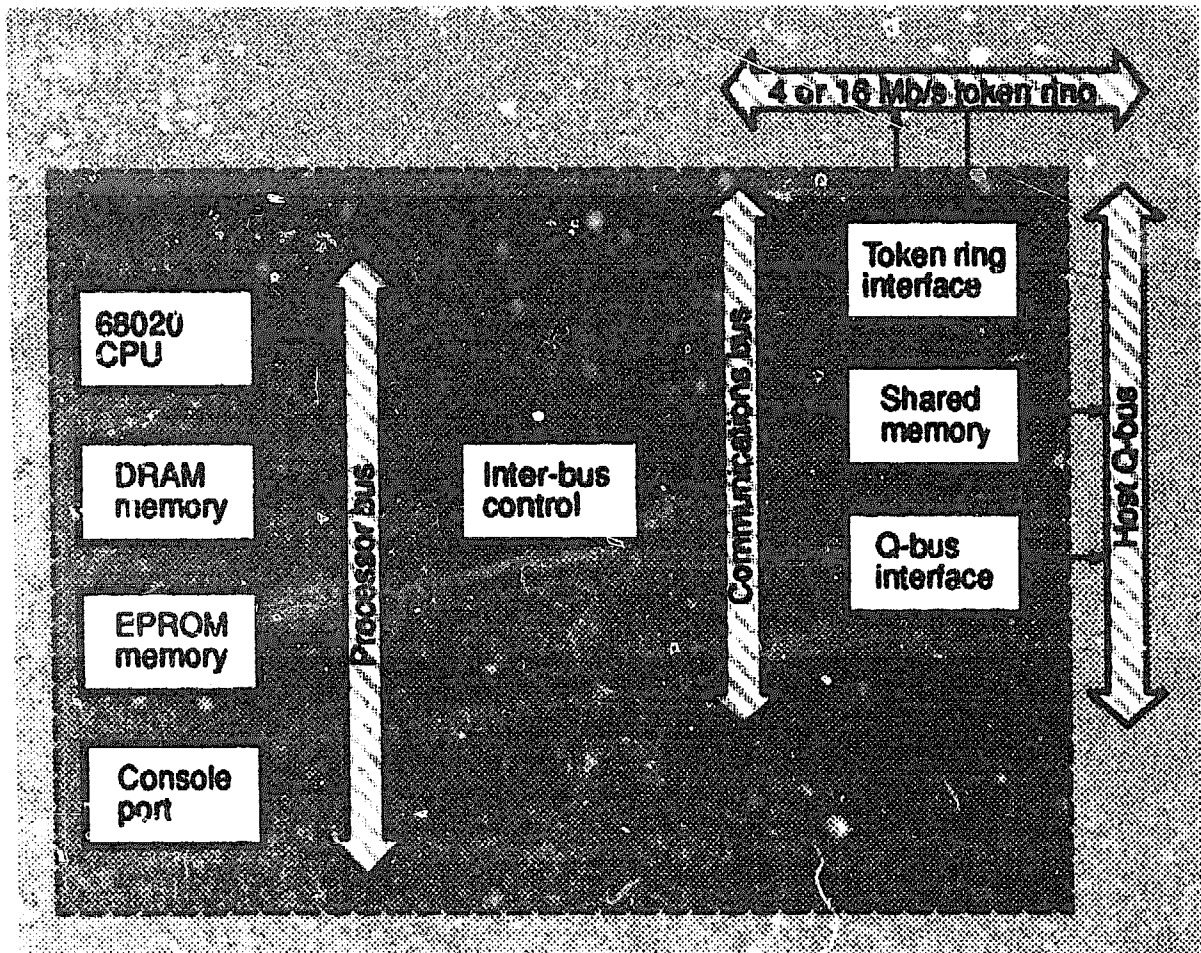 4 or 16 Mb/s token ring
Token ring
interface
68020
CPU
Shared
memory
DRAM
memory
Inter-bus
control
Q-bus
interface
EPROM
memory
Console
port
Processor bus
Communications bus
Host Q-bus